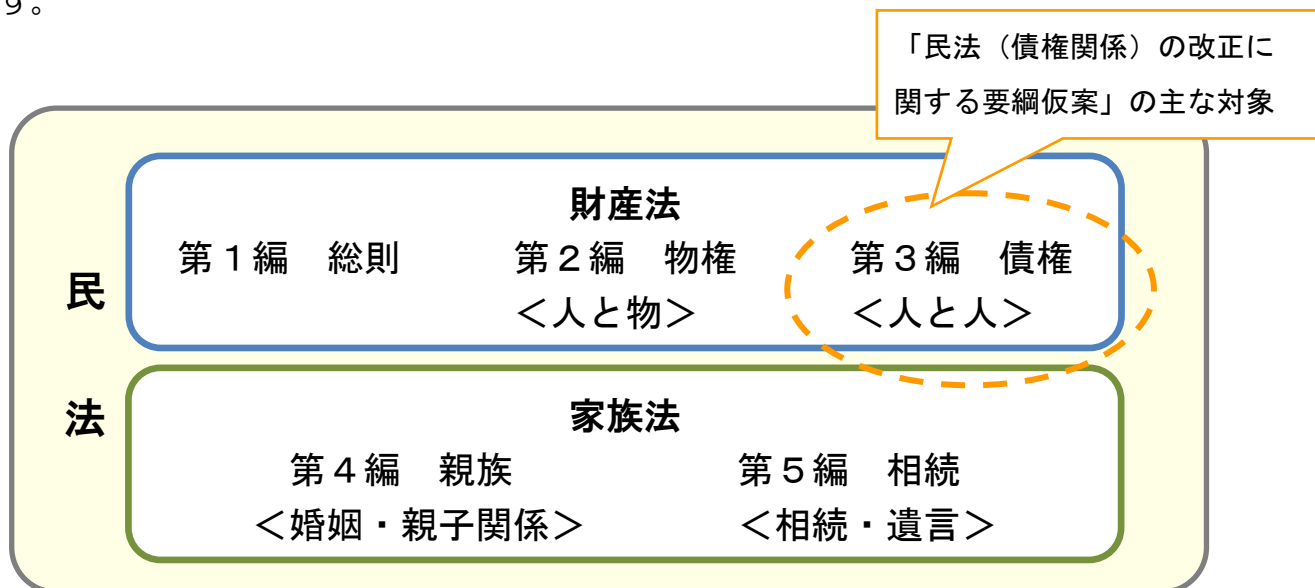 す。
「民法（債権関係）の改正に
関する要綱仮案」の主な対象
民
法
財産法
第１編　総則　第２編　物権　第３編　債権
＜人と物＞　＜人と人＞
家族法
第４編　親族　第５編　相続
＜婚姻・親子関係＞　＜相続・遺言＞